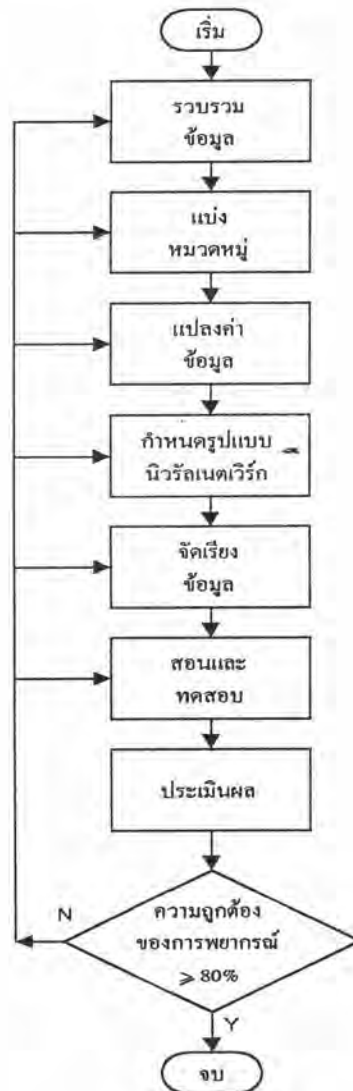 เริ่ม
รวบรวม
ข้อมูล
แบ่ง
หมวดหมู่
แปลงค่า
ข้อมูล
กำหนดรูปแบบ
นิวรัลเนตเวิร์ก
จัดเรียง
ข้อมูล
สอนและ
ทดสอบ
ประเมินผล
N
ความถูกต้อง
ของการพยากรณ์
⩾ 80%
Y
จบ